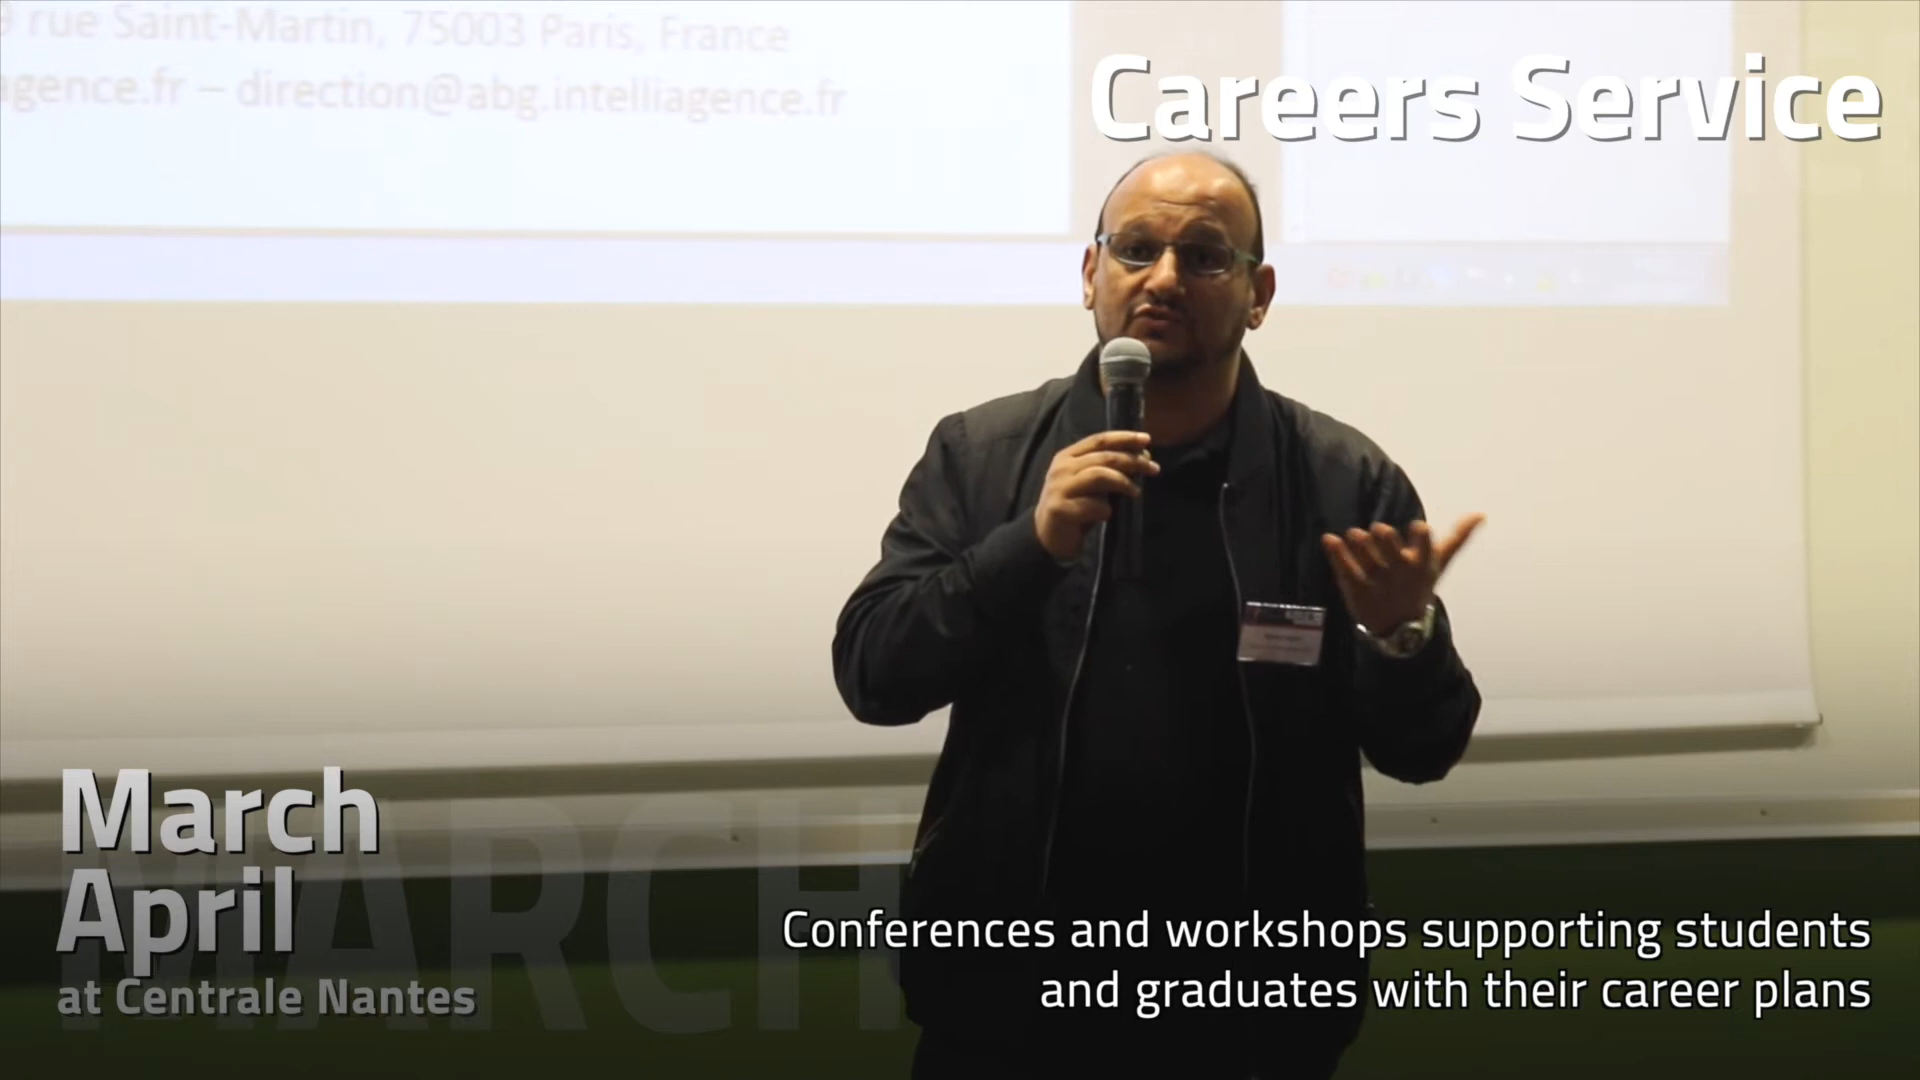 rue Saint-Martin, 75003 Paris, France
agence.fr – direction@abg.intelliagence.fr
Careers Service
March
MARCH
April
at Centrale Nantes
Conferences and workshops supporting students
and graduates with their career plans